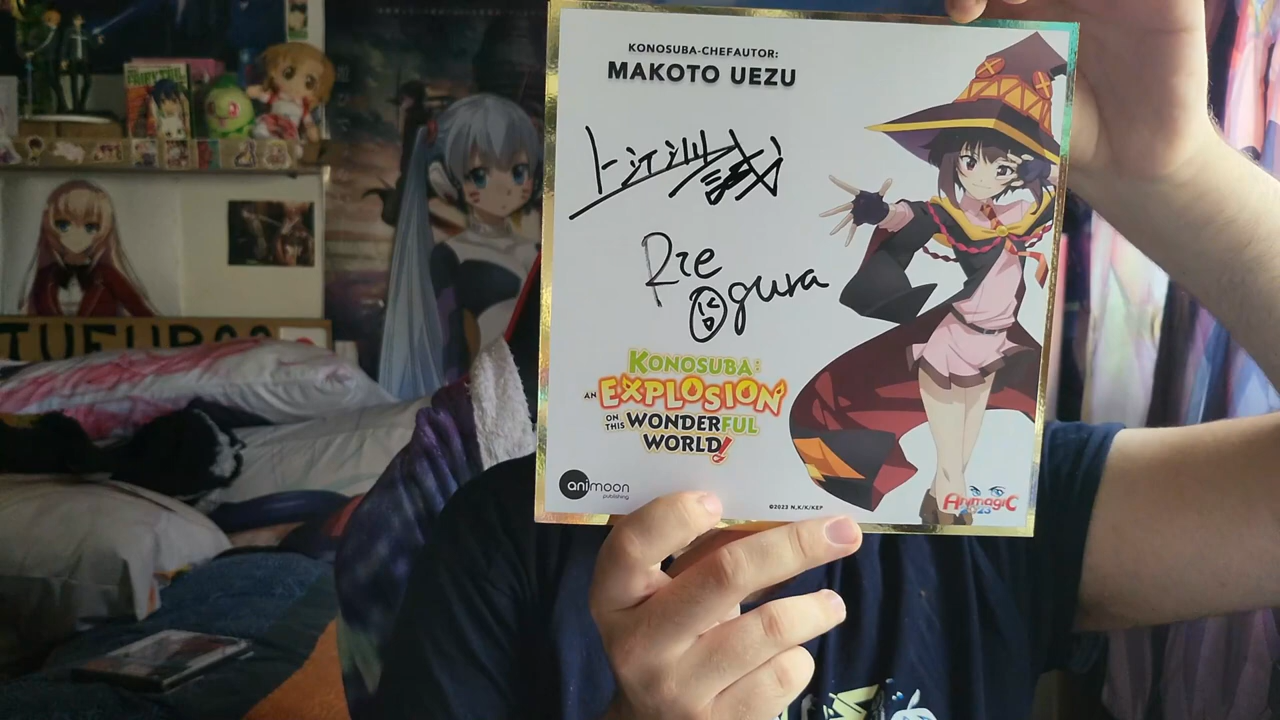 KONOSUBA-CHEFAUTOR:
MAKOTO UEZU
上江洲誠
Rie
Ogura
KONOSUBA:
AN EXPLOSION
ON THIS WONDERFUL
WORLD!
animoon
publishing
©2023 N,K/K/KEP
AnimagiC
2023